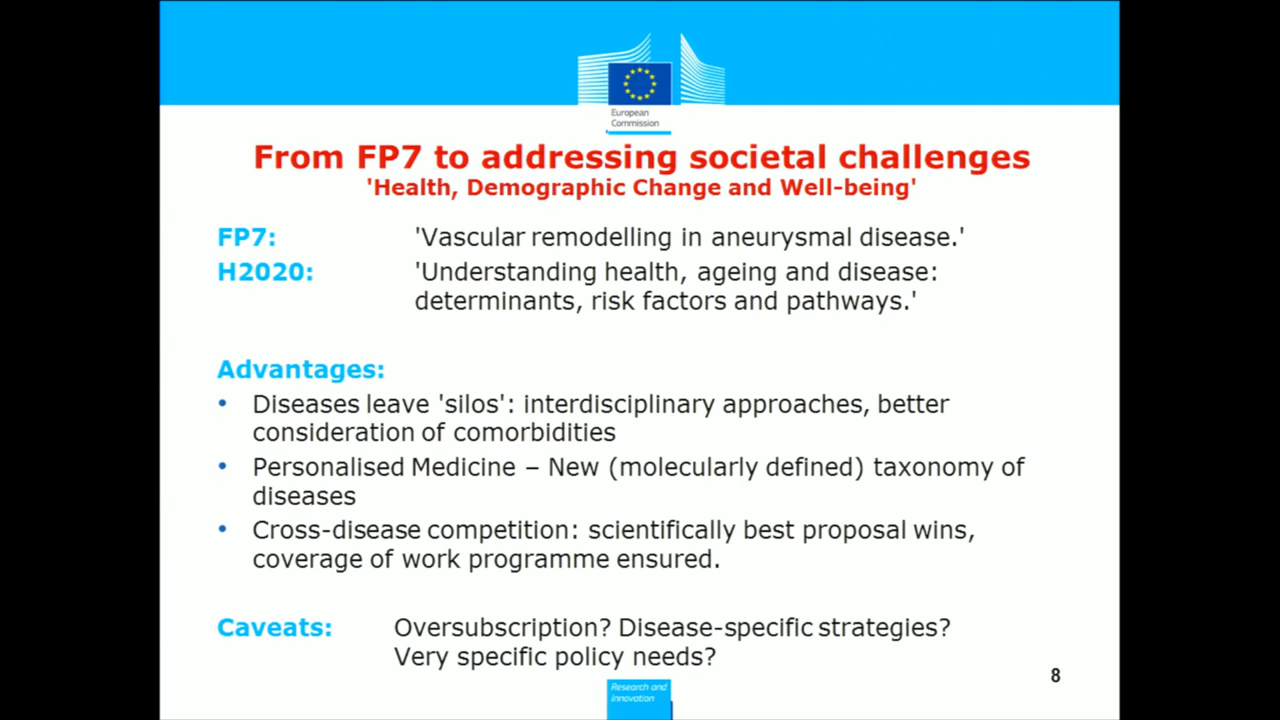 European
Commission
From FP7 to addressing societal challenges
'Health, Demographic Change and Well-being'
FP7: 'Vascular remodelling in aneurysmal disease.'
H2020: 'Understanding health, ageing and disease:
determinants, risk factors and pathways.'
Advantages:
• Diseases leave 'silos': interdisciplinary approaches, better
consideration of comorbidities
• Personalised Medicine – New (molecularly defined) taxonomy of
diseases
• Cross-disease competition: scientifically best proposal wins,
coverage of work programme ensured.
Caveats: Oversubscription? Disease-specific strategies?
Very specific policy needs?
8
Research and
Innovation